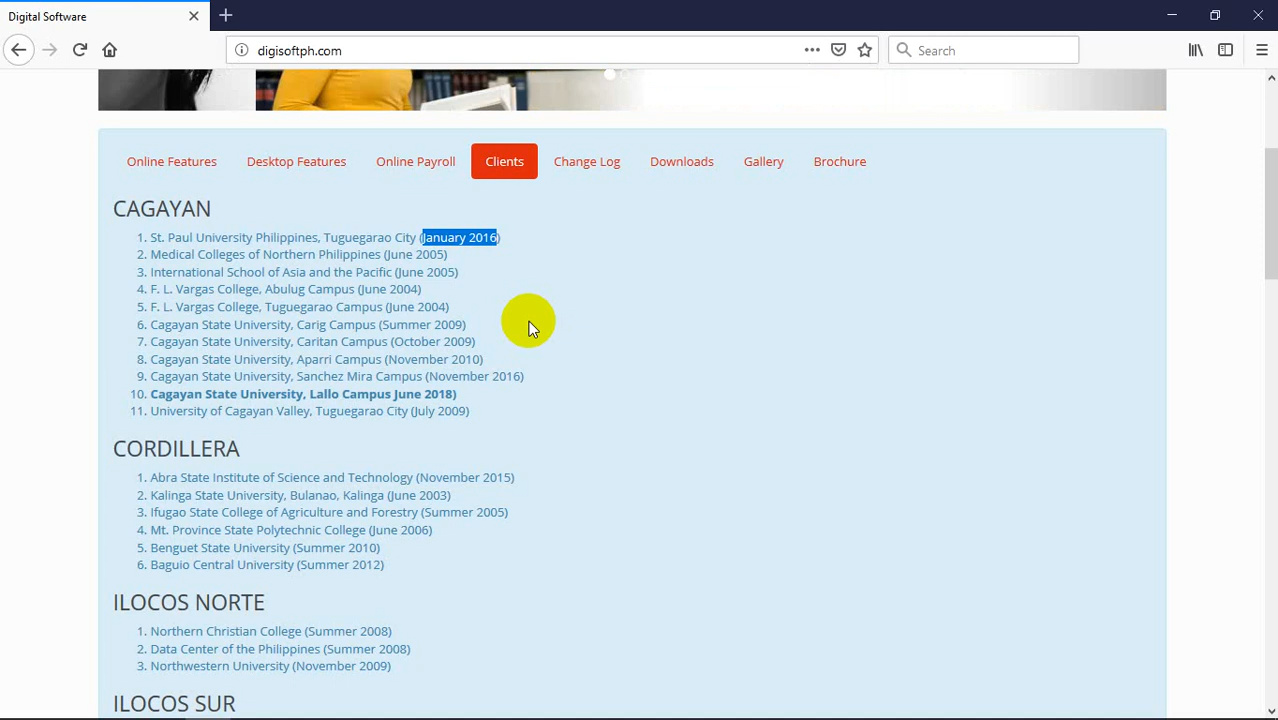 Digital Software
digisoftph.com
Search
Online Features
Desktop Features
Online Payroll
Clients
Change Log
Downloads
Gallery
Brochure
CAGAYAN
1. St. Paul University Philippines, Tuguegarao City (January 2016)
2. Medical Colleges of Northern Philippines (June 2005)
3. International School of Asia and the Pacific (June 2005)
4. F. L. Vargas College, Abulug Campus (June 2004)
5. F. L. Vargas College, Tuguegarao Campus (June 2004)
6. Cagayan State University, Carig Campus (Summer 2009)
7. Cagayan State University, Caritan Campus (October 2009)
8. Cagayan State University, Aparri Campus (November 2010)
9. Cagayan State University, Sanchez Mira Campus (November 2016)
10. Cagayan State University, Lallo Campus June 2018)
11. University of Cagayan Valley, Tuguegarao City (July 2009)
CORDILLERA
1. Abra State Institute of Science and Technology (November 2015)
2. Kalinga State University, Bulanao, Kalinga (June 2003)
3. Ifugao State College of Agriculture and Forestry (Summer 2005)
4. Mt. Province State Polytechnic College (June 2006)
5. Benguet State University (Summer 2010)
6. Baguio Central University (Summer 2012)
ILOCOS NORTE
1. Northern Christian College (Summer 2008)
2. Data Center of the Philippines (Summer 2008)
3. Northwestern University (November 2009)
ILOCOS SUR